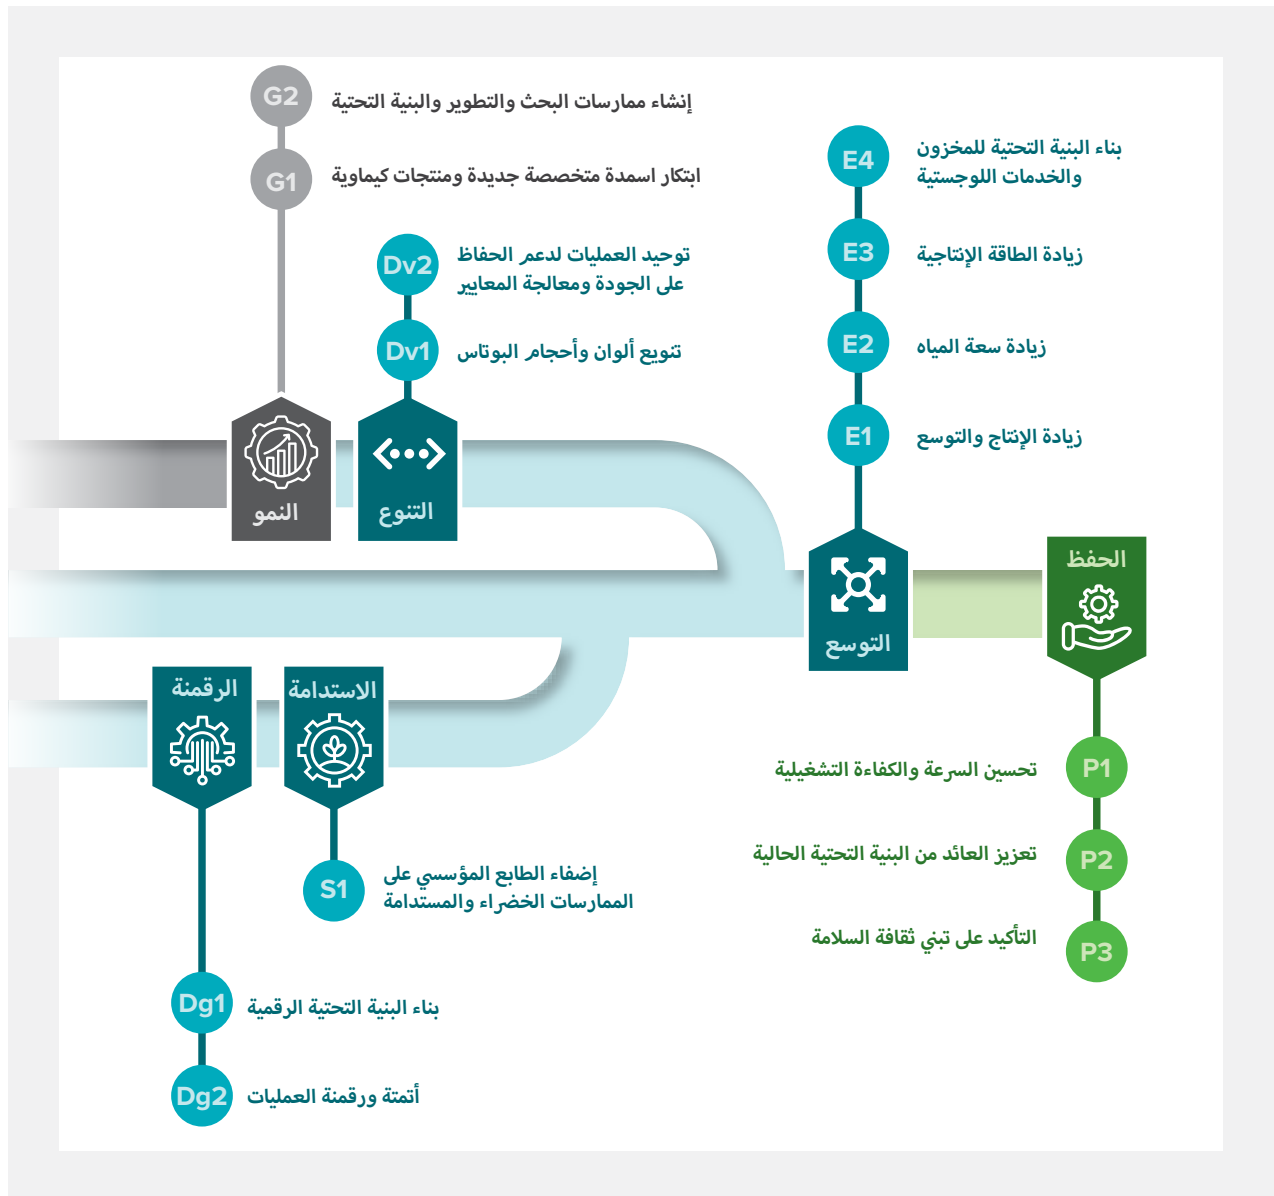 الحفظ
P1
تحسين السرعة والكفاءة التشغيلية
P2
تعزيز العائد من البنية التحتية الحالية
P3
التأكيد على تبني ثقافة السلامة
التوسع
E4
بناء البنية التحتية للمخزون
والخدمات اللوجستية
E3
زيادة الطاقة الإنتاجية
E2
زيادة سعة المياه
E1
زيادة الإنتاج والتوسع
التنوع
Dv2
توحيد العمليات لدعم الحفاظ
على الجودة ومعالجة المعايير
Dv1
تنويع ألوان وأحجام البوتاس
النمو
G2
إنشاء ممارسات البحث والتطوير والبنية التحتية
G1
ابتكار اسمدة متخصصة جديدة ومنتجات كيماوية
الاستدامة
S1
إضفاء الطابع المؤسسي على
الممارسات الخضراء والمستدامة
الرقمنة
Dg1
بناء البنية التحتية الرقمية
Dg2
أتمتة ورقمنة العمليات